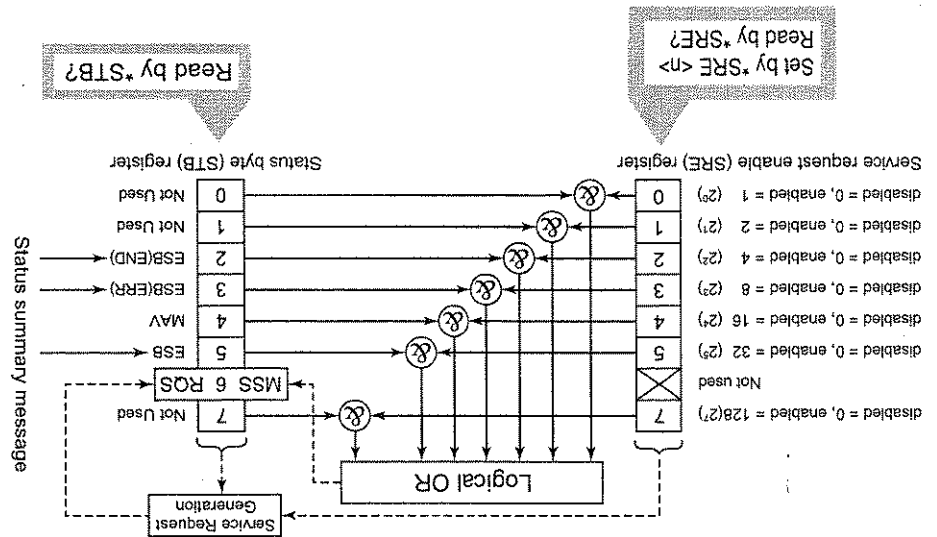 Service Request
Generation
Logical OR
Not Used 7 & 7 disabled = 0, enabled = 128(2⁷)
RQS 6 MSS Not used
ESB 5 & 5 disabled = 0, enabled = 32 (2⁵)
MAV 4 & 4 disabled = 0, enabled = 16 (2⁴)
ESB(ERR) 3 & 3 disabled = 0, enabled = 8 (2³)
ESB(END) 2 & 2 disabled = 0, enabled = 4 (2²)
Not Used 1 & 1 disabled = 0, enabled = 2 (2¹)
Not Used 0 & 0 disabled = 0, enabled = 1 (2⁰)
Status byte (STB) register
Service request enable (SRE) register
Read by *STB?
Set by *SRE <n>
Read by *SRE?
Status summary message